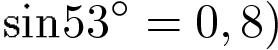 sin53° = 0,8)